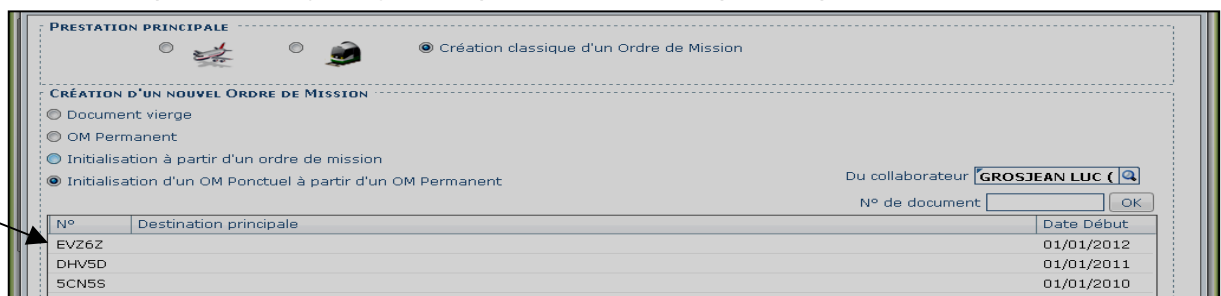 PRESTATION PRINCIPALE
Création classique d'un Ordre de Mission
CRÉATION D'UN NOUVEL ORDRE DE MISSION
Document vierge
OM Permanent
Initialisation à partir d'un ordre de mission
Initialisation d'un OM Ponctuel à partir d'un OM Permanent
Du collaborateur GROSJEAN LUC (
N° de document OK
N° Destination principale Date Début
EVZ6Z 01/01/2012
DHV5D 01/01/2011
5CN5S 01/01/2010